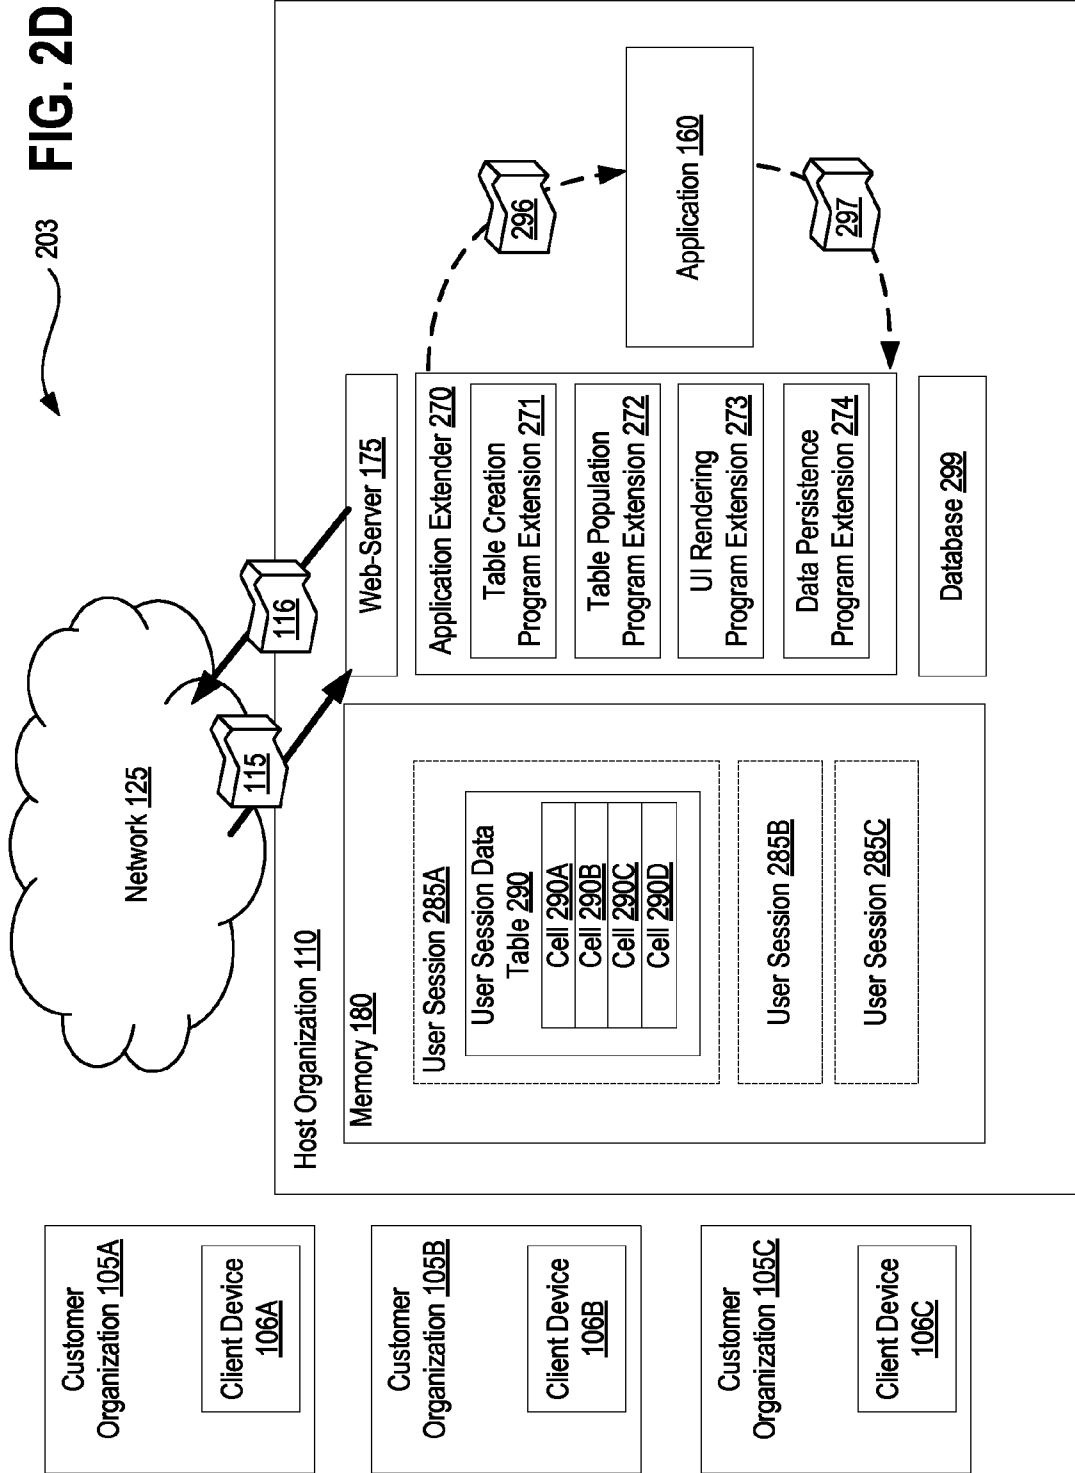 FIG. 2D
203
Customer
Organization 105A
Client Device
106A
Customer
Organization 105B
Client Device
106B
Customer
Organization 105C
Client Device
106C
Network 125
115
116
Host Organization 110
Memory 180
User Session 285A
User Session Data
Table 290
Cell 290A
Cell 290B
Cell 290C
Cell 290D
User Session 285B
User Session 285C
Web-Server 175
Application Extender 270
Table Creation
Program Extension 271
Table Population
Program Extension 272
UI Rendering
Program Extension 273
Data Persistence
Program Extension 274
Database 299
296
Application 160
297